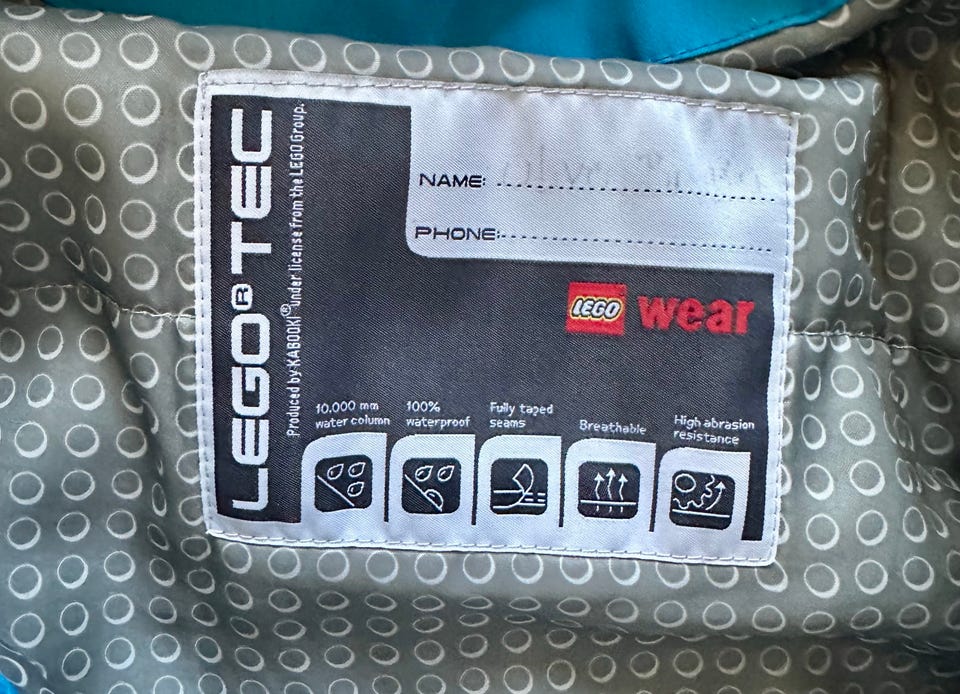 LEGO® TEC
Produced by KABOOKI® under license from the LEGO Group.
NAME:
PHONE:
LEGO wear
10.000 mm
water column
100%
waterproof
Fully taped
seams
Breathable
High abrasion
resistance